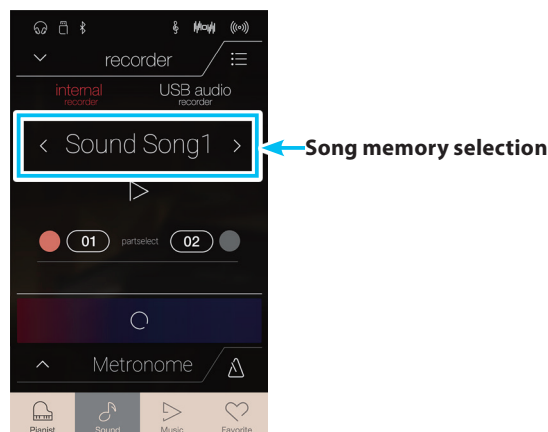 recorder
internal
recorder
USB audio
recorder
Sound Song1
Song memory selection
01 partselect 02
Metronome
Pianist Sound Music Favorite